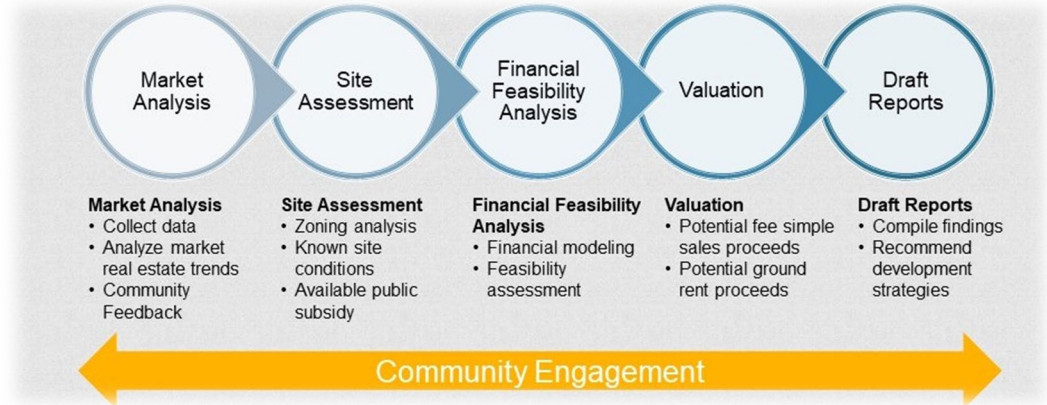 Market
Analysis
Site
Assessment
Financial
Feasibility
Analysis
Valuation
Draft
Reports
Market Analysis
• Collect data
• Analyze market
real estate trends
• Community
Feedback
Site Assessment
• Zoning analysis
• Known site
conditions
• Available public
subsidy
Financial Feasibility
Analysis
• Financial modeling
• Feasibility
assessment
Valuation
• Potential fee simple
sales proceeds
• Potential ground
rent proceeds
Draft Reports
• Compile findings
• Recommend
development
strategies
Community Engagement